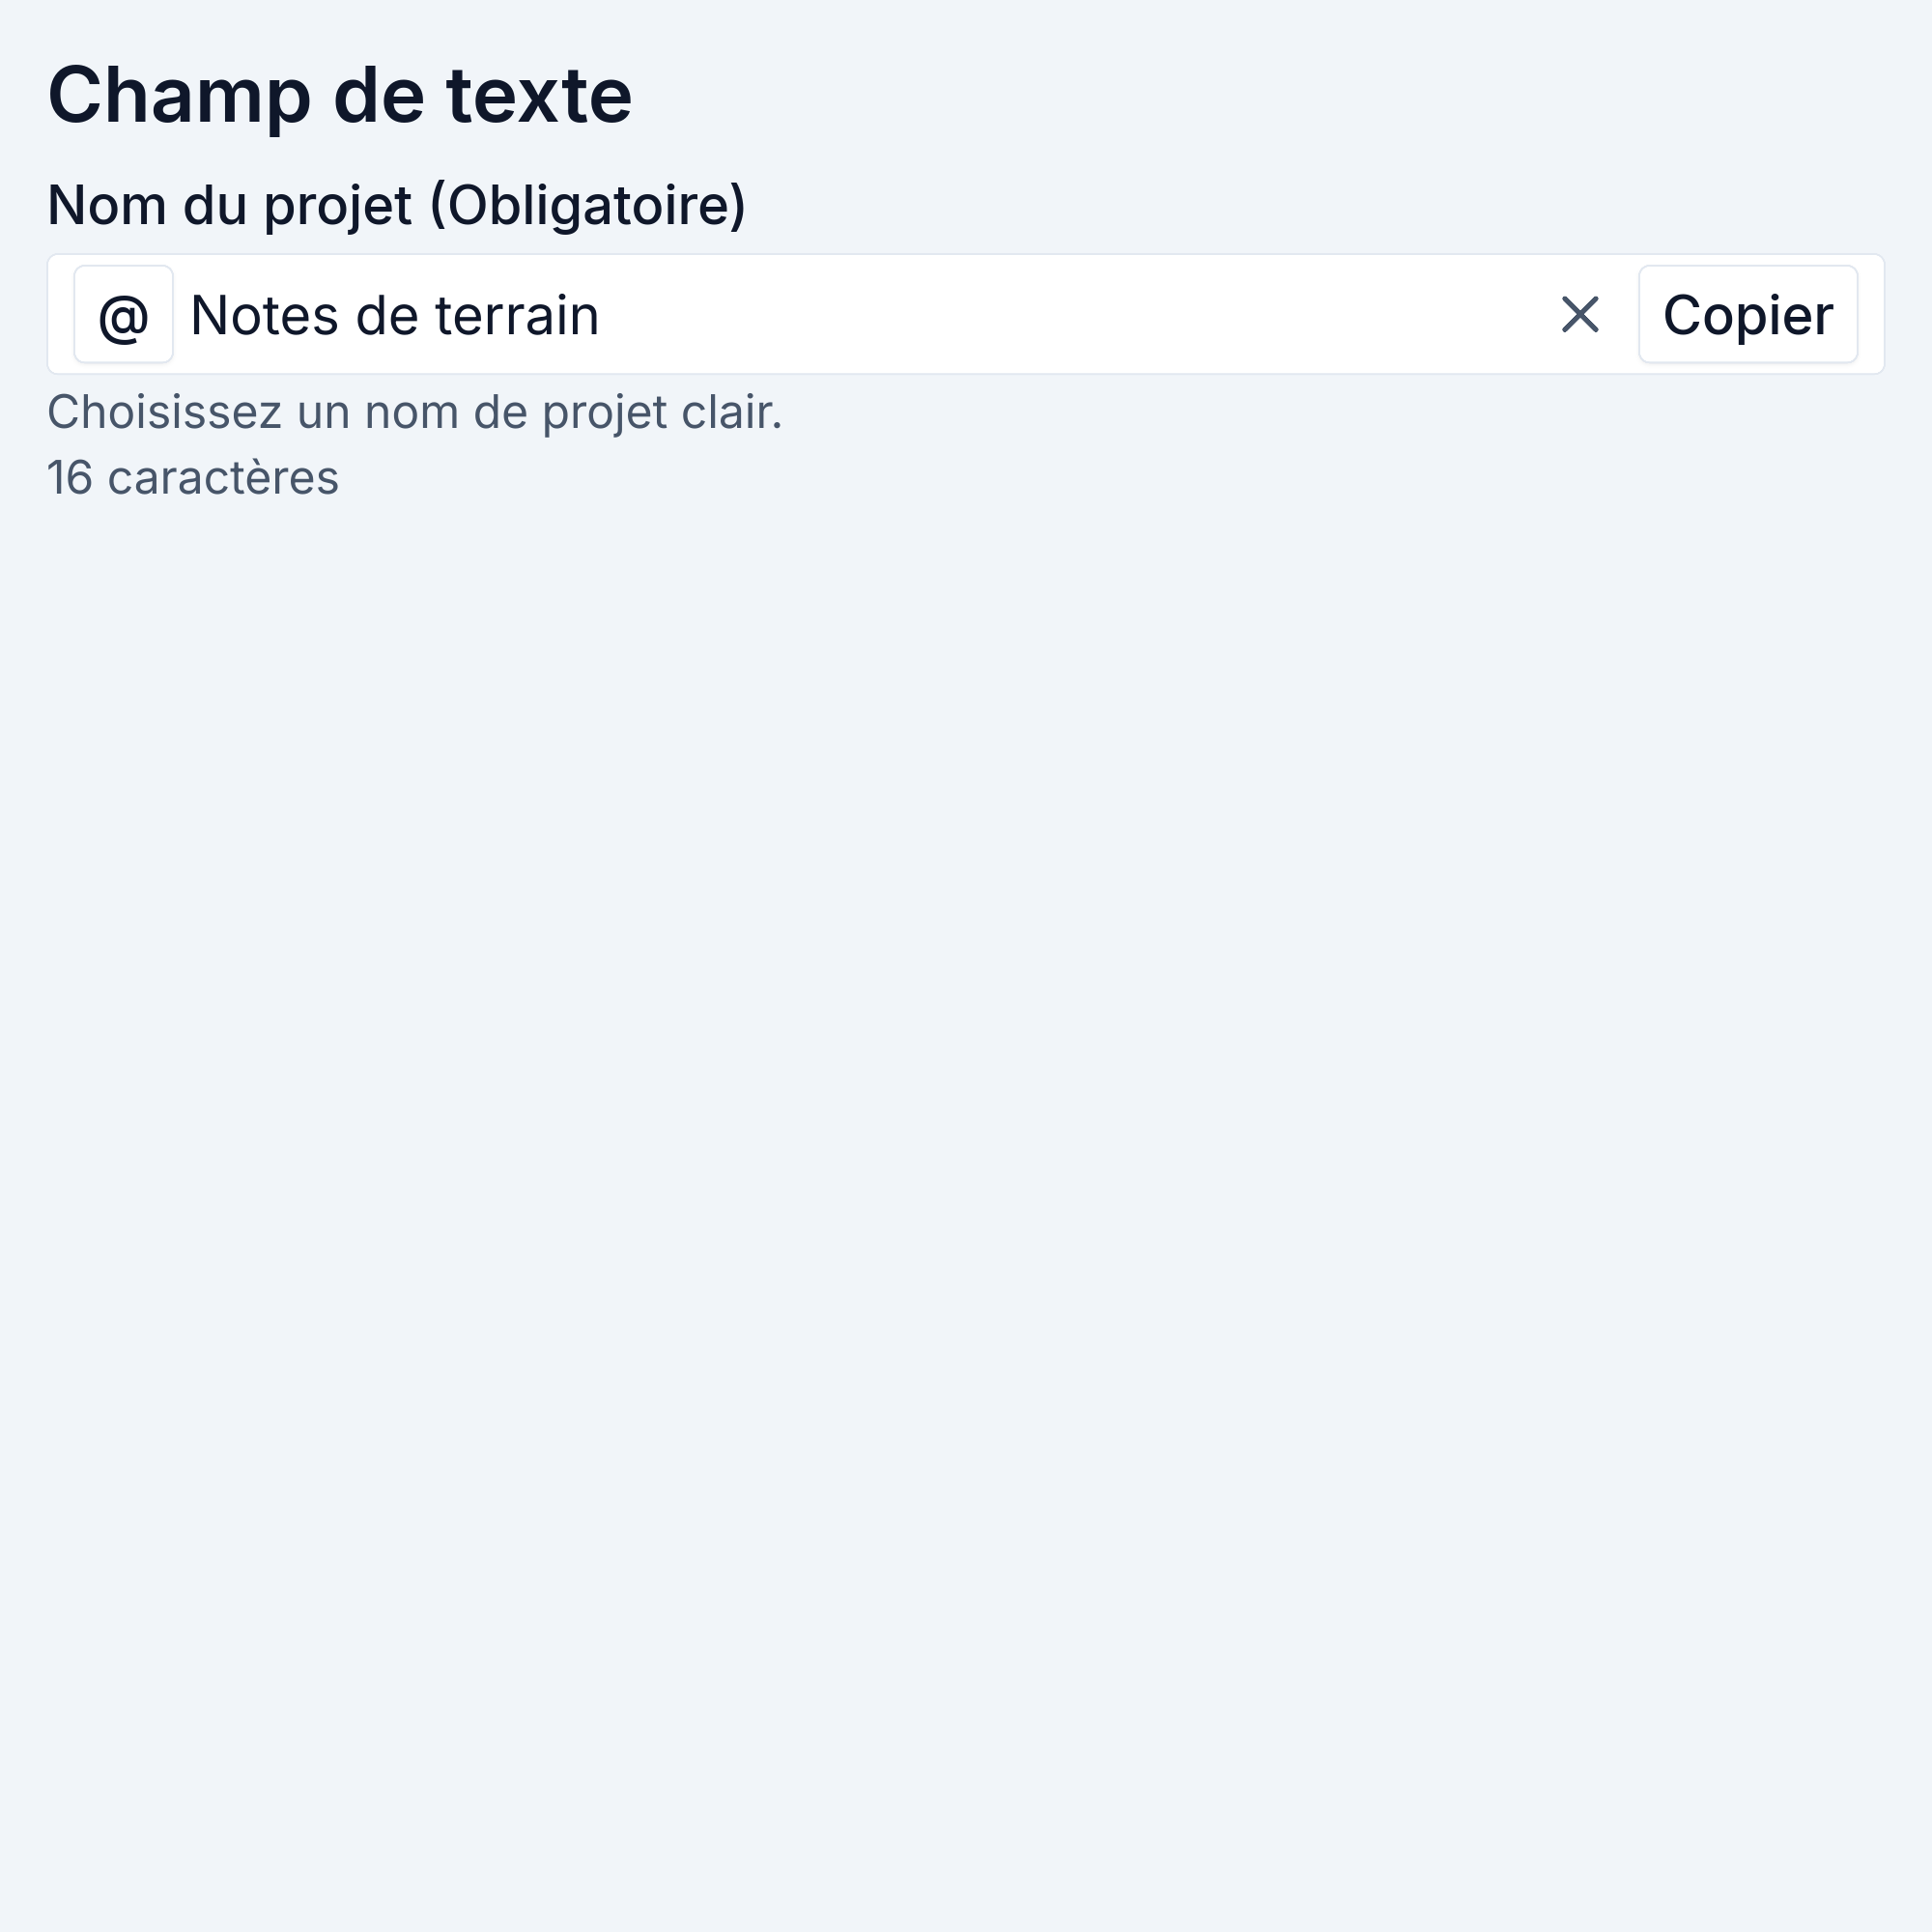 Champ de texte
Nom du projet (Obligatoire)
@ Notes de terrain Copier
Choisissez un nom de projet clair.
16 caractères